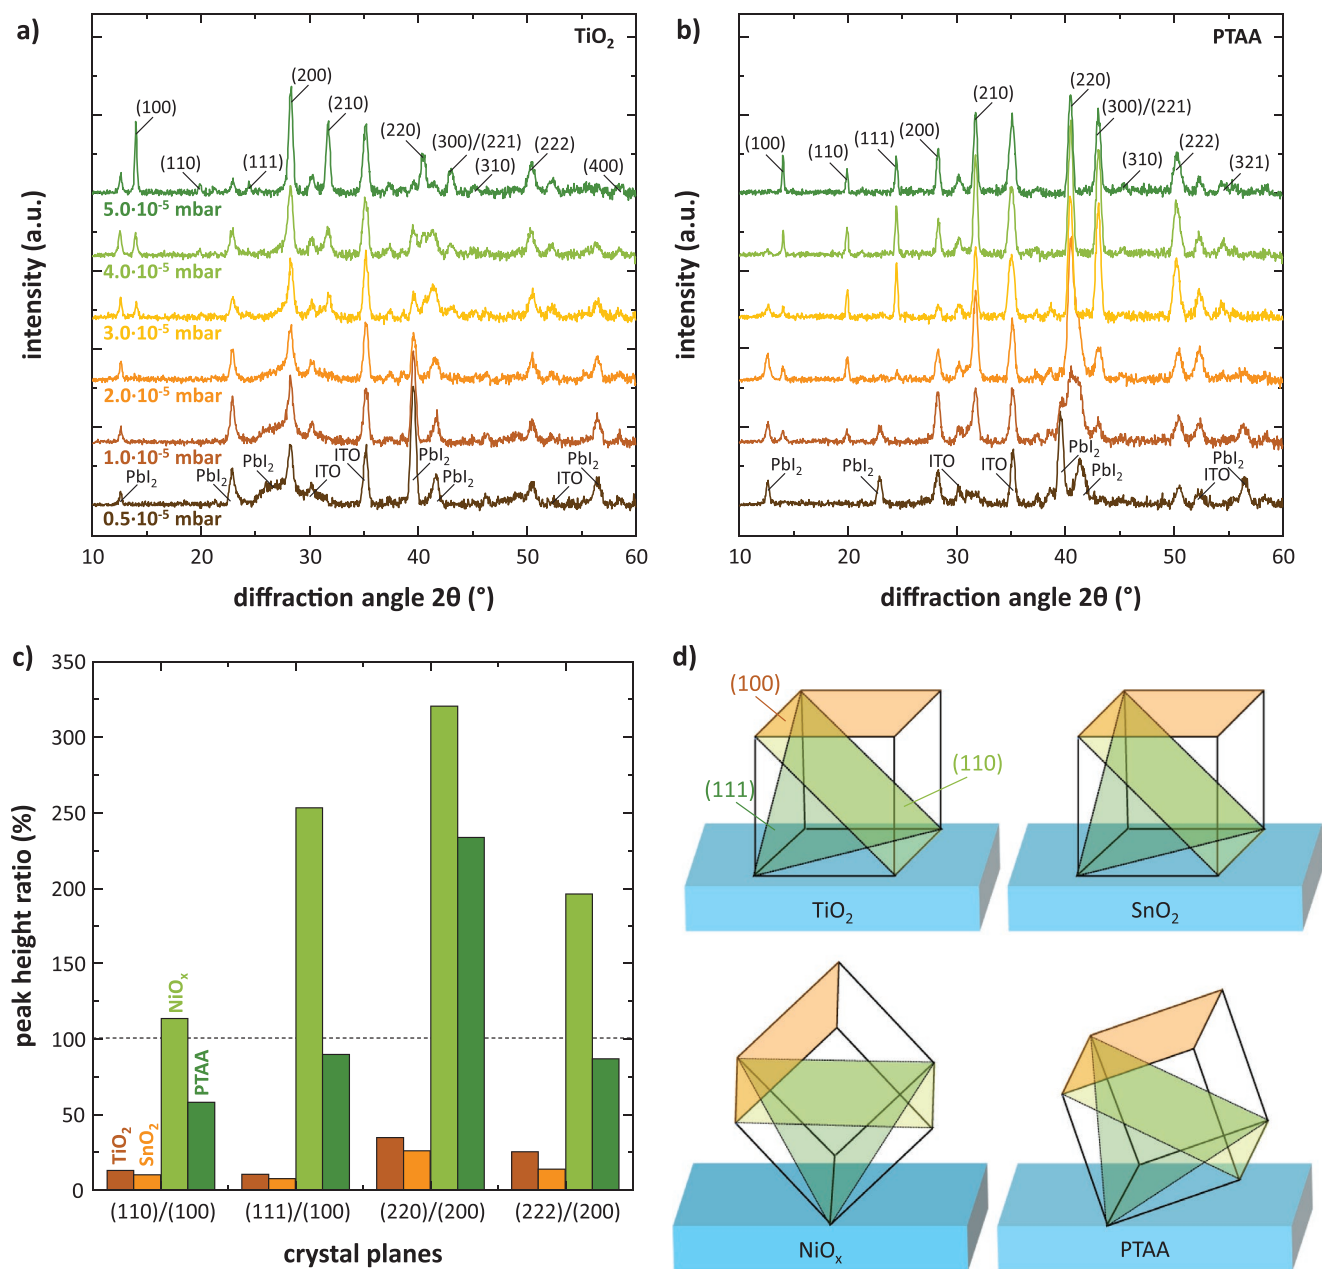 a)
TiO2
(200)
(100)
(210)
(220)
(300)/(221)
(110)
(111)
(310)
(222)
(400)
5.0·10-5 mbar
4.0·10-5 mbar
3.0·10-5 mbar
2.0·10-5 mbar
1.0·10-5 mbar
0.5·10-5 mbar
PbI2
PbI2
PbI2
ITO
ITO
PbI2
PbI2
PbI2
ITO
intensity (a.u.)
10 20 30 40 50 60
diffraction angle 2θ (°)
b)
PTAA
(220)
(210)
(300)/(221)
(100)
(110)
(111)
(200)
(222)
(310)
(321)
PbI2
PbI2
ITO
ITO
PbI2
PbI2
PbI2
ITO
intensity (a.u.)
10 20 30 40 50 60
diffraction angle 2θ (°)
c)
350
300
250
200
150
100
50
0
peak height ratio (%)
TiO2
SnO2
NiOx
PTAA
(110)/(100) (111)/(100) (220)/(200) (222)/(200)
crystal planes
d)
(100)
(110)
(111)
TiO2
SnO2
NiOx
PTAA